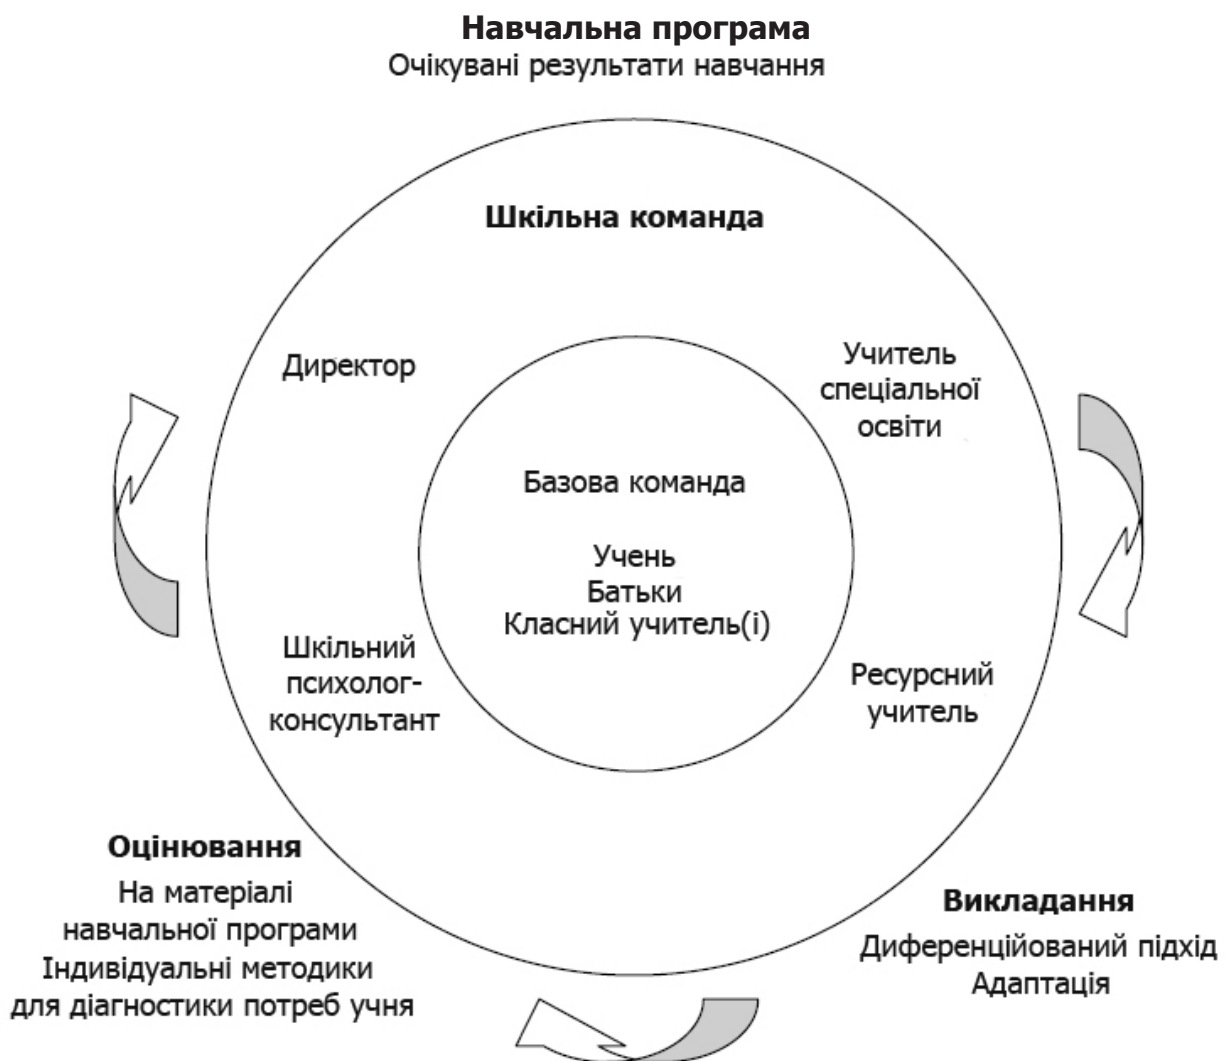 Навчальна програма
Очікувані результати навчання
Шкільна команда
Директор
Учитель
спеціальної
освіти
Базова команда
Учень
Батьки
Класний учитель(і)
Шкільний
психолог-
консультант
Ресурсний
учитель
Оцінювання
На матеріалі
навчальної програми
Індивідуальні методики
для діагностики потреб учня
Викладання
Диференційований підхід
Адаптація